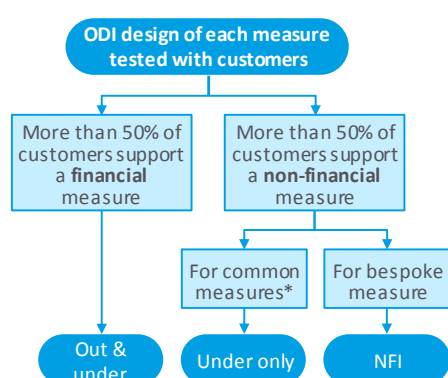 ODI design of each measure
tested with customers
More than 50% of
customers support
a financial
measure
More than 50% of
customers support
a non-financial
measure
For common
measures*
For bespoke
measure
Out &
under
Under only
NFI